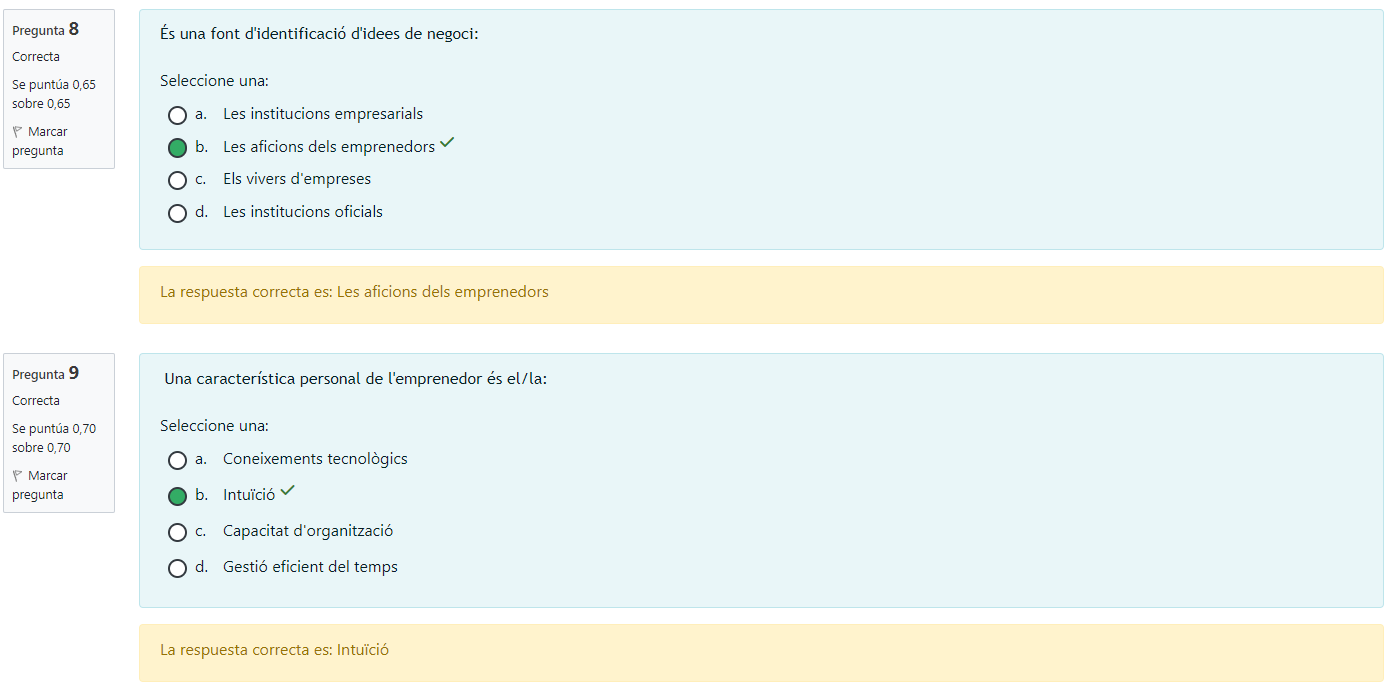 Pregunta 8
Correcta
Se puntúa 0,65
sobre 0,65
Marcar
pregunta
És una font d'identificació d'idees de negoci:
Seleccione una:
a. Les institucions empresarials
b. Les aficions dels emprenedors
c. Els vivers d'empreses
d. Les institucions oficials
La respuesta correcta es: Les aficions dels emprenedors
Pregunta 9
Correcta
Se puntúa 0,70
sobre 0,70
Marcar
pregunta
Una característica personal de l'emprenedor és el/la:
Seleccione una:
a. Coneixements tecnològics
b. Intuïció
c. Capacitat d'organització
d. Gestió eficient del temps
La respuesta correcta es: Intuïció